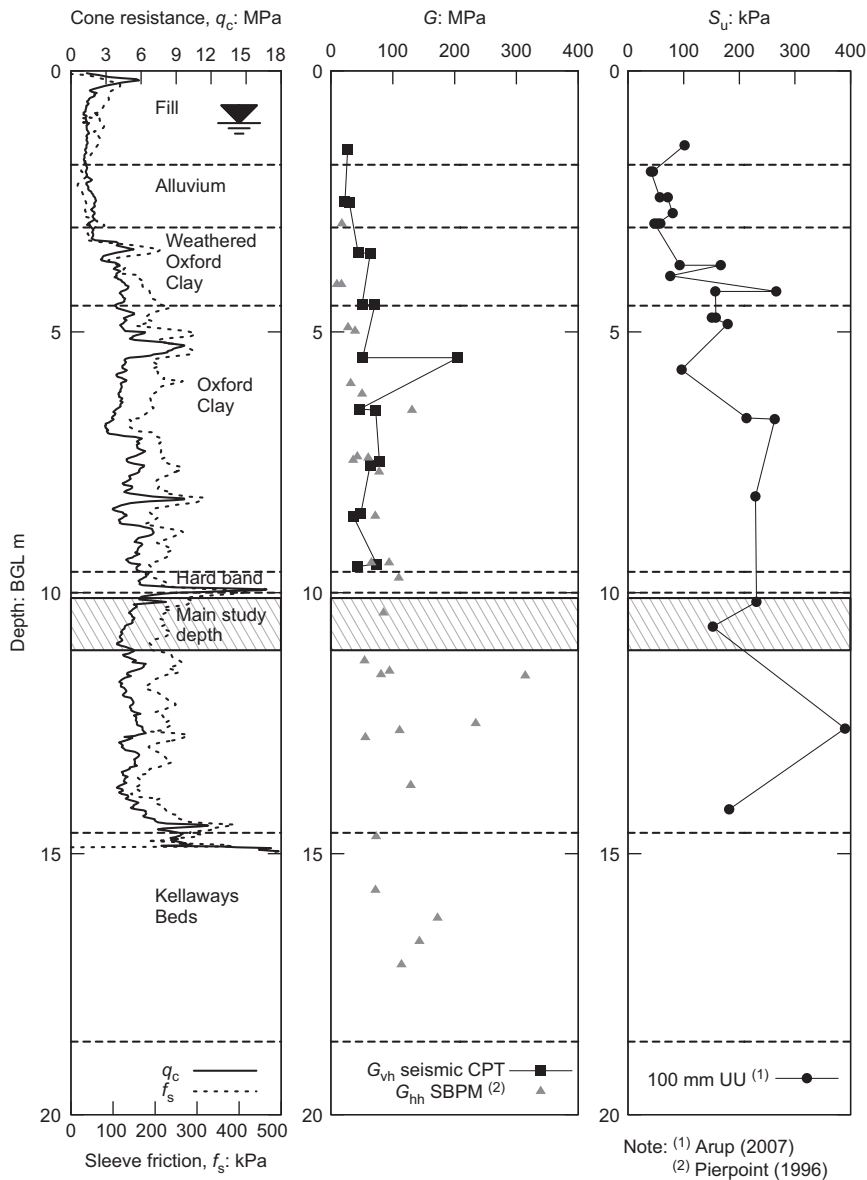 Cone resistance, qc: MPa
0 3 6 9 12 15 18
G: MPa
0 100 200 300 400
Su: kPa
0 100 200 300 400
Depth: BGL m
0
5
10
15
20
Fill
Alluvium
Weathered
Oxford
Clay
Oxford
Clay
Hard band
Main study
depth
Kellaways
Beds
qc
fs
0 100 200 300 400 500
Sleeve friction, fs: kPa
0
5
10
15
20
Gvh seismic CPT
Ghh SBPM (2)
0
5
10
15
20
100 mm UU (1)
Note: (1) Arup (2007)
(2) Pierpoint (1996)